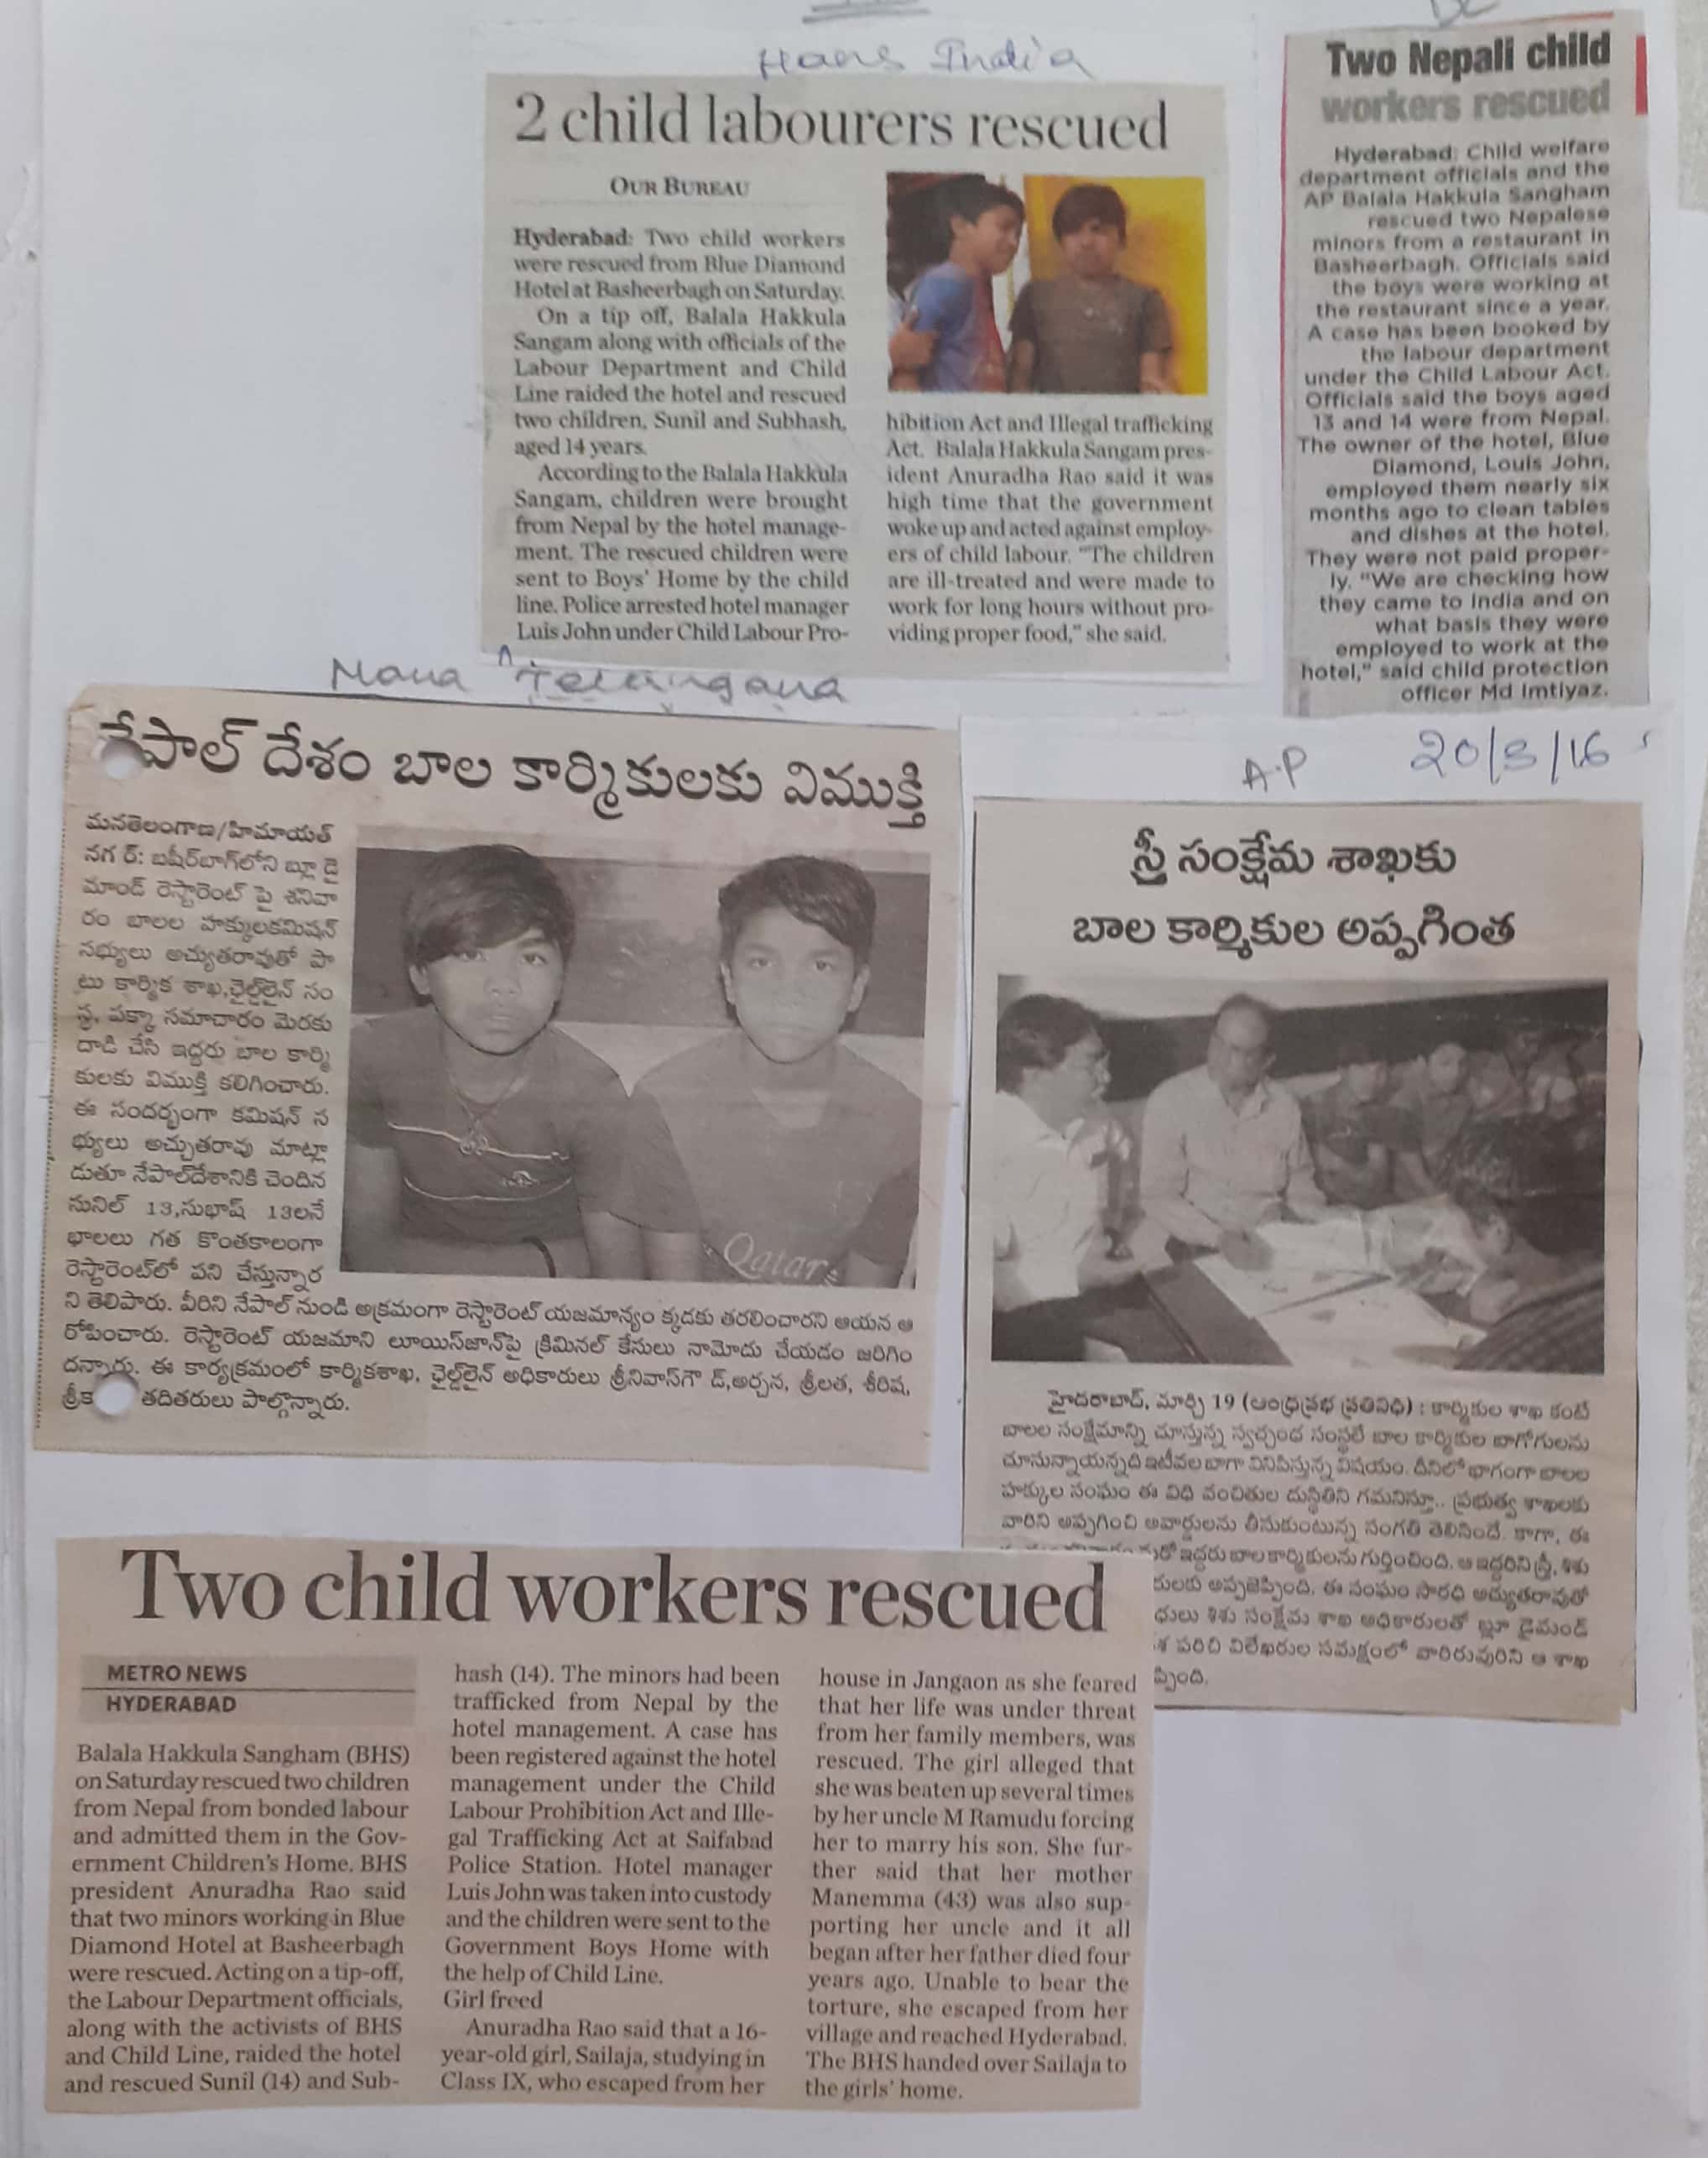 Hans India
2 child labourers rescued
OUR BUREAU
Hyderabad: Two child workers
were rescued from Blue Diamond
Hotel at Basheerbagh on Saturday.
On a tip off, Balala Hakkula
Sangam along with officials of the
Labour Department and Child
Line raided the hotel and rescued
two children, Sunil and Subhash,
aged 14 years.
According to the Balala Hakkula
Sangam, children were brought
from Nepal by the hotel manage-
ment. The rescued children were
sent to Boys' Home by the child
line. Police arrested hotel manager
Luis John under Child Labour Pro-
hibition Act and Illegal trafficking
Act. Balala Hakkula Sangam pres-
ident Anuradha Rao said it was
high time that the government
woke up and acted against employ-
ers of child labour. "The children
are ill-treated and were made to
work for long hours without pro-
viding proper food," she said.
DC
Two Nepali child
workers rescued
Hyderabad: Child welfare
department officials and the
AP Balala Hakkula Sangham
rescued two Nepalese
minors from a restaurant in
Basheerbagh. Officials said
the boys were working at
the restaurant since a year.
A case has been booked by
the labour department
under the Child Labour Act.
Officials said the boys aged
13 and 14 were from Nepal.
The owner of the hotel, Blue
Diamond, Louis John,
employed them nearly six
months ago to clean tables
and dishes at the hotel.
They were not paid proper-
ly. "We are checking how
they came to India and on
what basis they were
employed to work at the
hotel," said child protection
officer Md Imtiyaz.
Mana Telangana
నేపాల్ దేశం బాల కార్మికులకు విముక్తి
మనతెలంగాణ/హిమాయత్
నగ ర్: బషీర్‌బాగ్‌లోని బ్లూ డై
మాండ్ రెస్టారెంట్ పై శనివా
రం బాలల హక్కులకమిషన్
సభ్యులు అచ్యుతరావుతో పా
టు కార్మిక శాఖ,ఛైల్డ్‌లైన్ సం
స్థ, పక్కా సమాచారం మెరకు
దాడి చేసి ఇద్దరు బాల కార్మి
కులకు విముక్తి కలిగించారు.
ఈ సందర్భంగా కమిషన్ స
భ్యులు అచ్చుతరావు మాట్లా
డుతూ నేపాల్‌దేశానికి చెందిన
సునిల్ 13,సుభాష్ 13లనే
భాలలు గత కొంతకాలంగా
రెస్టారెంట్‌లో పని చేస్తున్నార
ని తెలిపారు. వీరిని నేపాల్ నుండి అక్రమంగా రెస్టారెంట్ యజమాన్యం క్కడకు తరలించారని ఆయన ఆ
రోపించారు. రెస్టారెంట్ యజమాని లూయిస్‌జాన్‌పై క్రిమినల్ కేసులు నామోదు చేయడం జరిగిం
దన్నారు. ఈ కార్యక్రమంలో కార్మికశాఖ, ఛైల్డ్‌లైన్ అధికారులు శ్రీనివాస్‌గౌ డ్,అర్చన, శ్రీలత, శిరీష,
శ్రీక తదితరులు పాల్గొన్నారు.
Qatar
A.P 20/3/16
స్త్రీ సంక్షేమ శాఖకు
బాల కార్మికుల అప్పగింత
హైదరాబాద్, మార్చి 19 (ఆంధ్రప్రభ ప్రతినిధి) : కార్మికుల శాఖ కంటే
బాలల సంక్షేమాన్ని చూస్తున్న స్వచ్ఛంద సంస్థలే బాల కార్మికుల బాగోగులను
చూసున్నాయన్నది ఇటీవల బాగా వినిపిస్తున్న విషయం. దీనిలో భాగంగా బాలల
హక్కుల సంఘం ఈ విధి వంచితుల దుస్థితిని గమనిస్తూ.. ప్రభుత్వ శాఖలకు
వారిని అప్పగించి అవార్డులను తీసుకుంటున్న సంగతి తెలిసిందే. కాగా, ఈ
ఇద్దరు బాల కార్మికులను గుర్తించింది. ఆ ఇద్దరిని స్త్రీ, శిశు
అప్పజెప్పింది. ఈ సంఘం సారధి అచ్యుతరావుతో
శిశు సంక్షేమ శాఖ అధికారులతో బ్లూ డైమండ్
పరిచి విలేఖరుల సమక్షంలో వారిరువురిని ఆ శాఖ
Two child workers rescued
METRO NEWS
HYDERABAD
Balala Hakkula Sangham (BHS)
on Saturday rescued two children
from Nepal from bonded labour
and admitted them in the Gov-
ernment Children's Home. BHS
president Anuradha Rao said
that two minors working in Blue
Diamond Hotel at Basheerbagh
were rescued. Acting on a tip-off,
the Labour Department officials,
along with the activists of BHS
and Child Line, raided the hotel
and rescued Sunil (14) and Sub-
hash (14). The minors had been
trafficked from Nepal by the
hotel management. A case has
been registered against the hotel
management under the Child
Labour Prohibition Act and Ille-
gal Trafficking Act at Saifabad
Police Station. Hotel manager
Luis John was taken into custody
and the children were sent to the
Government Boys Home with
the help of Child Line.
Girl freed
Anuradha Rao said that a 16-
year-old girl, Sailaja, studying in
Class IX, who escaped from her
house in Jangaon as she feared
that her life was under threat
from her family members, was
rescued. The girl alleged that
she was beaten up several times
by her uncle M Ramudu forcing
her to marry his son. She fur-
ther said that her mother
Manemma (43) was also sup-
porting her uncle and it all
began after her father died four
years ago. Unable to bear the
torture, she escaped from her
village and reached Hyderabad.
The BHS handed over Sailaja to
the girls' home.